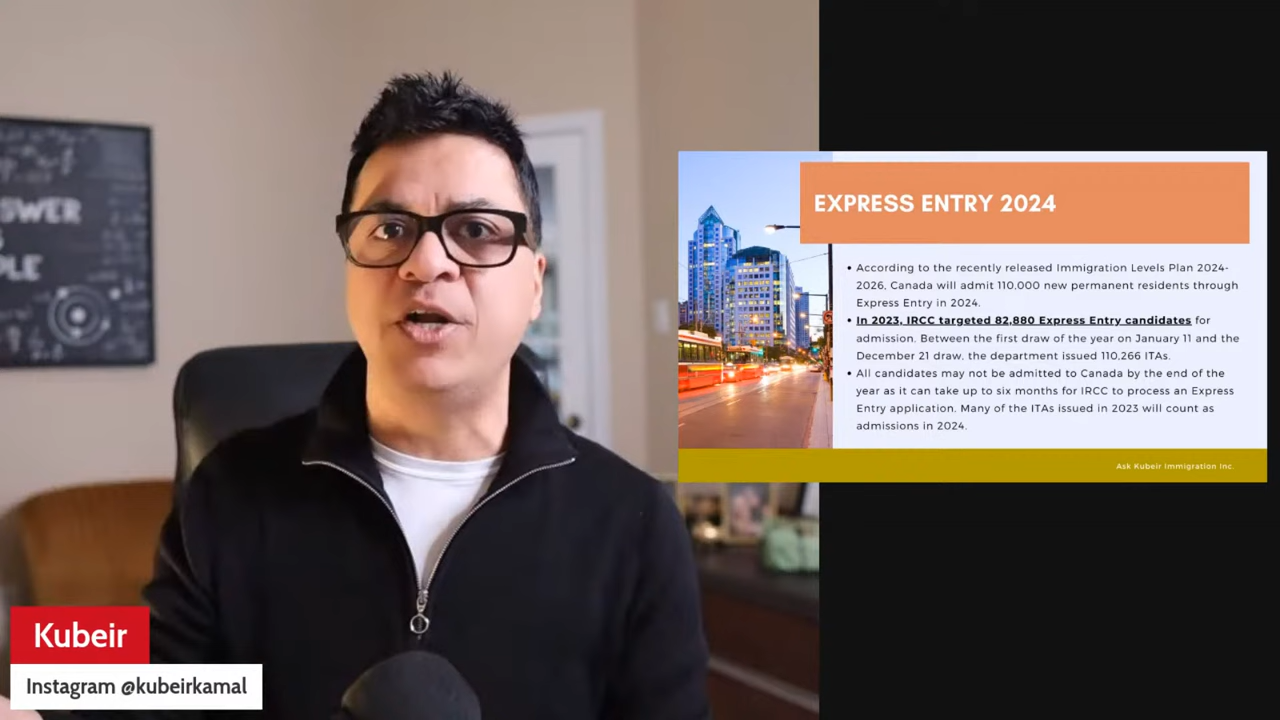 SWER
PLE
EXPRESS ENTRY 2024
• According to the recently released Immigration Levels Plan 2024-
2026, Canada will admit 110,000 new permanent residents through
Express Entry in 2024.
• In 2023, IRCC targeted 82,880 Express Entry candidates for
admission. Between the first draw of the year on January 11 and the
December 21 draw, the department issued 110,266 ITAs.
• All candidates may not be admitted to Canada by the end of the
year as it can take up to six months for IRCC to process an Express
Entry application. Many of the ITAs issued in 2023 will count as
admissions in 2024.
Ask Kubeir Immigration Inc.
Kubeir
Instagram @kubeirkamal